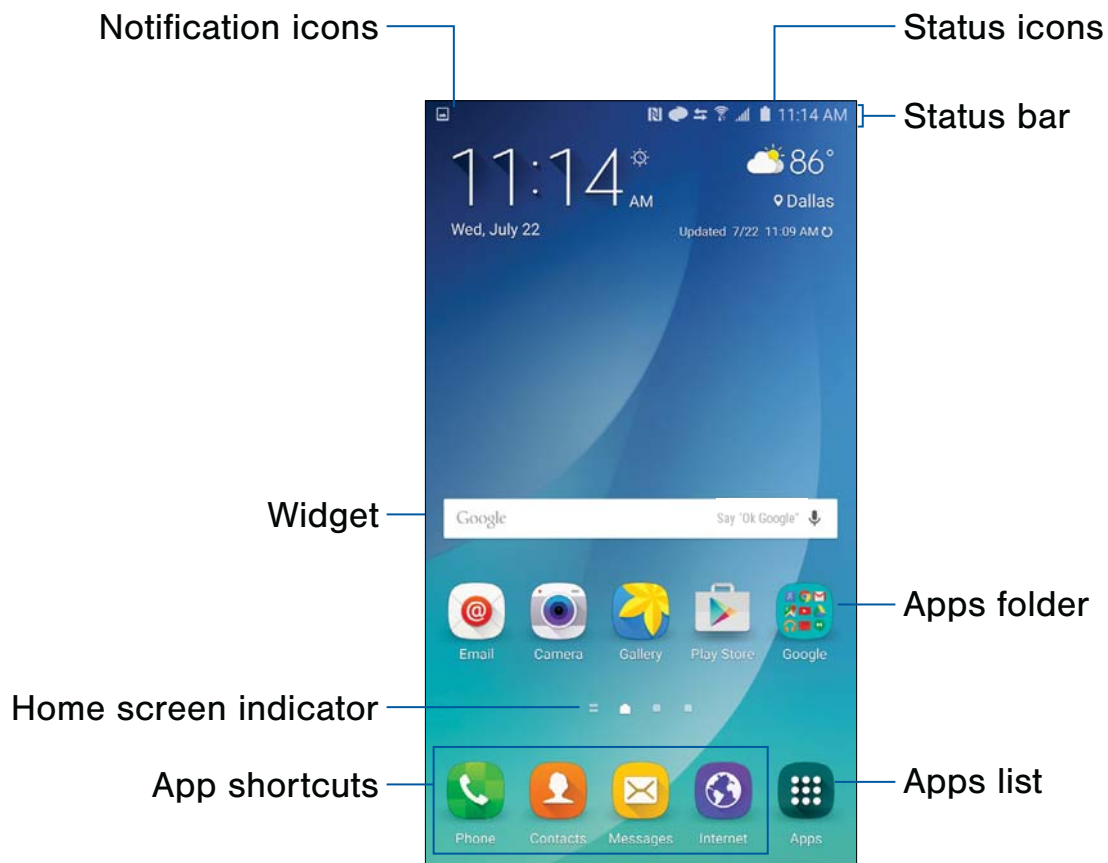 Notification icons
Status icons
Status bar
11:14 AM
11:14 AM
86°
Dallas
Wed, July 22
Updated 7/22 11:09 AM
Widget
Google
Say "Ok Google"
Apps folder
Email
Camera
Gallery
Play Store
Google
Home screen indicator
App shortcuts
Apps list
Phone
Contacts
Messages
Internet
Apps